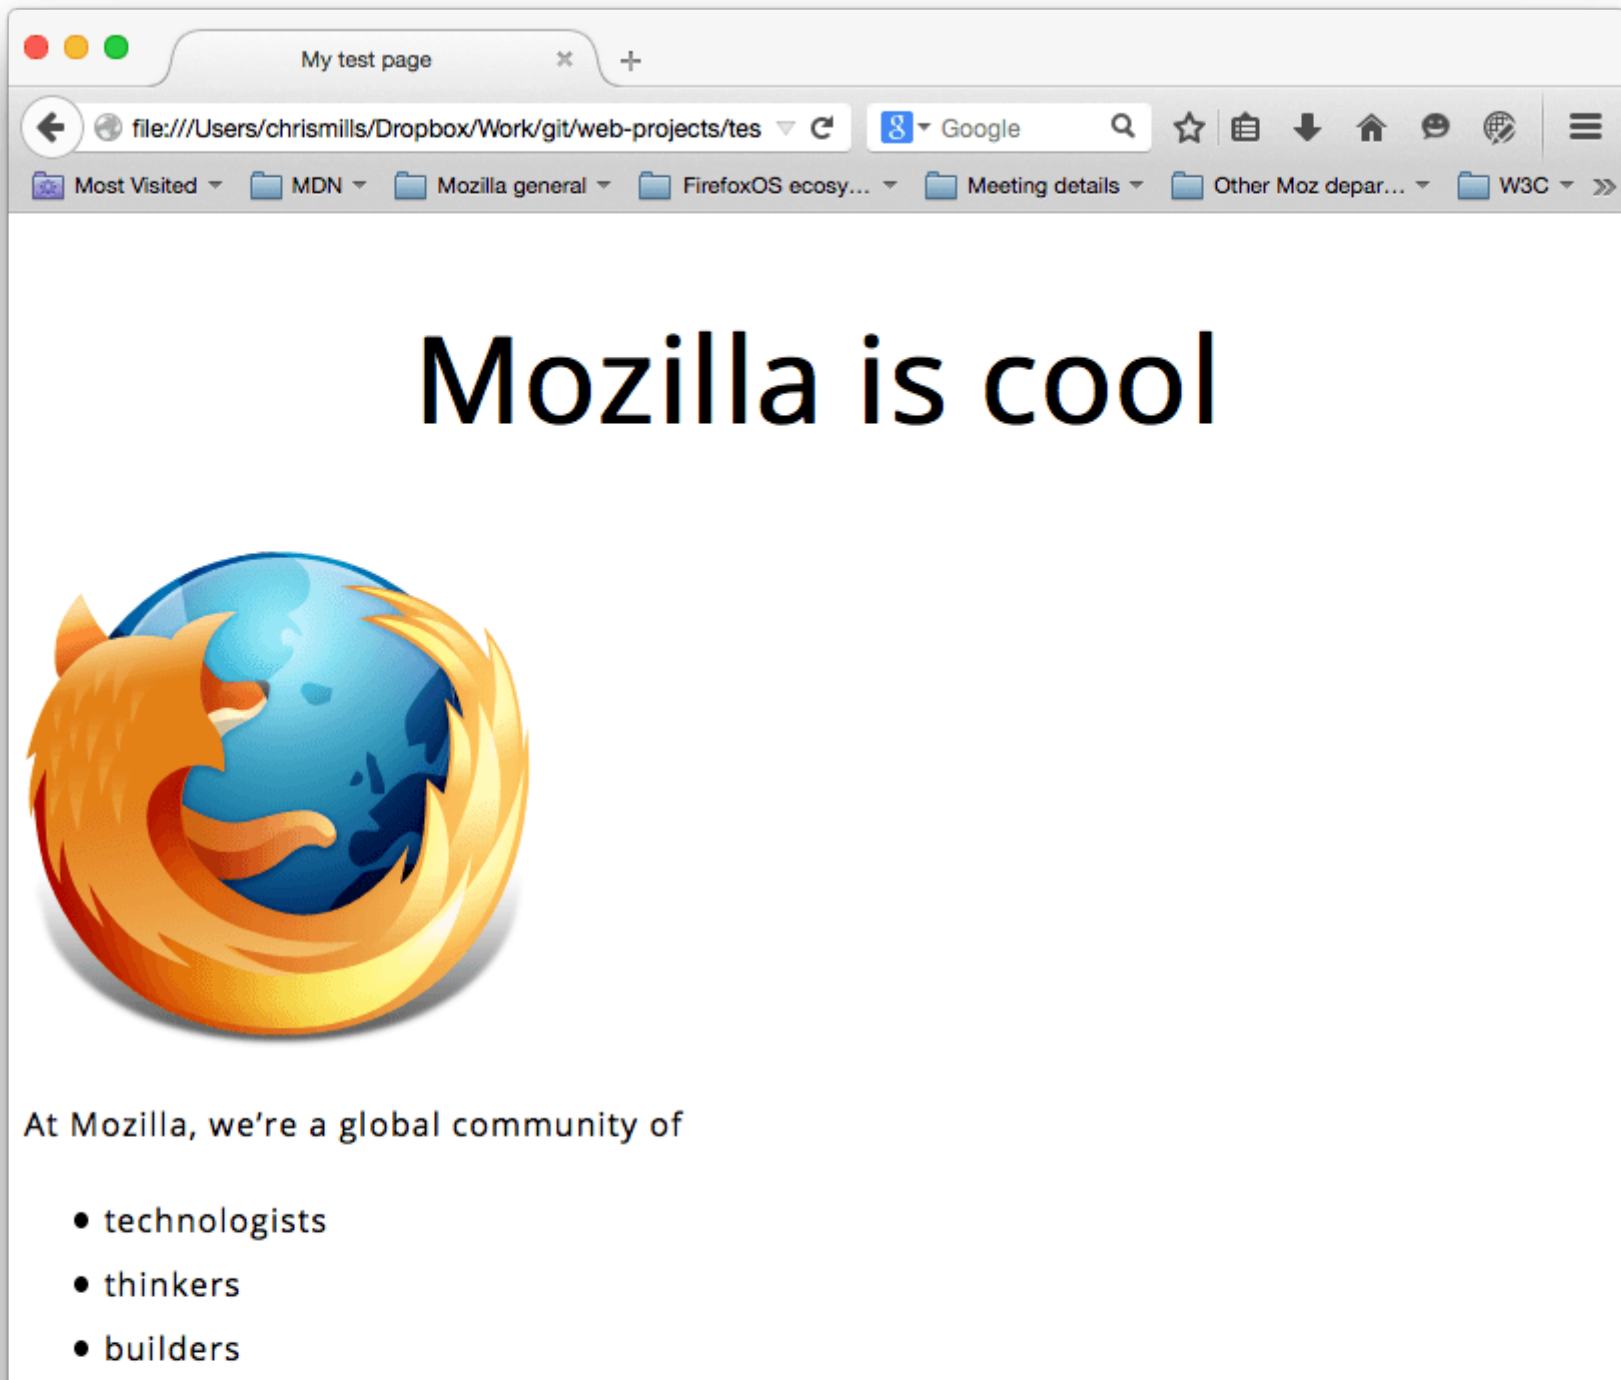 My test page
file:///Users/chrismills/Dropbox/Work/git/web-projects/tes
Google
Most Visited MDN Mozilla general FirefoxOS ecosy... Meeting details Other Moz depar... W3C
Mozilla is cool
At Mozilla, we’re a global community of
technologists
thinkers
builders